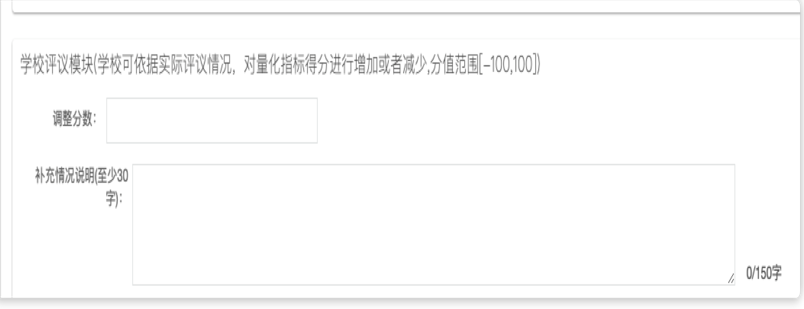 学校评议模块(学校可依据实际评议情况，对量化指标得分进行增加或者减少,分值范围[-100,100])
调整分数：
补充情况说明(至少30
字)：
0/150字